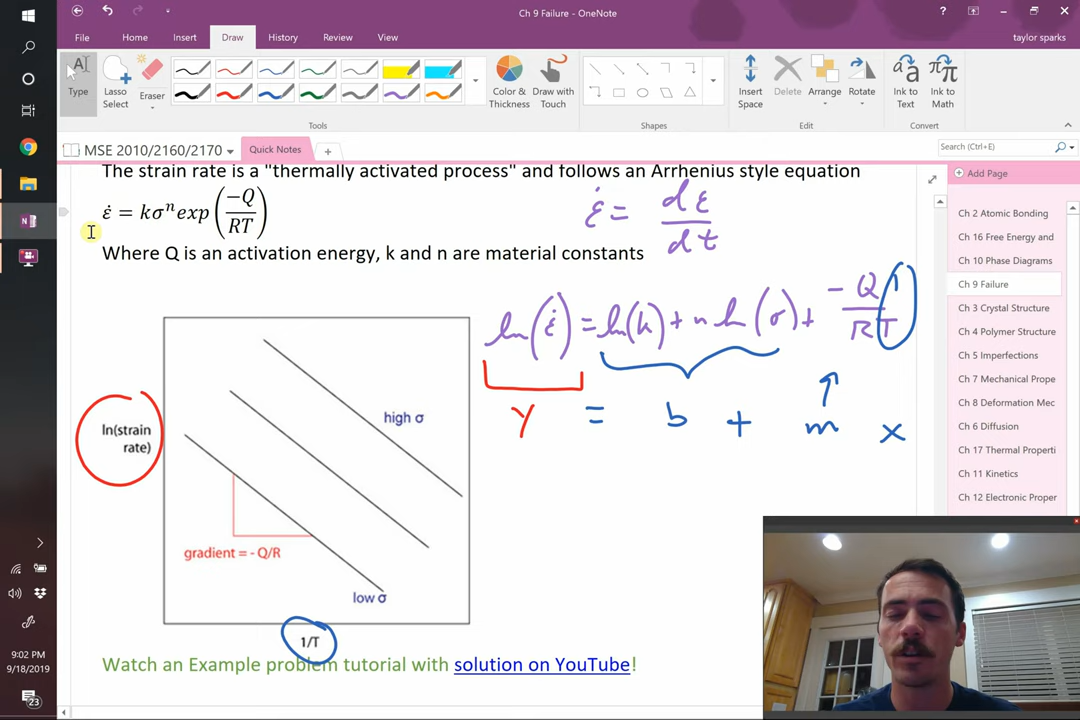 Ch 9 Failure - OneNote
?
taylor sparks
File Home Insert Draw History Review View
A
Type
Lasso Select
Eraser
Color & Thickness
Draw with Touch
Insert Space
Delete
Arrange
Rotate
Ink to Text
Ink to Math
Tools
Shapes
Edit
Convert
MSE 2010/2160/2170
Quick Notes
+
Search (Ctrl+E)
The strain rate is a "thermally activated process" and follows an Arrhenius style equation
ε̇ = kσⁿexp(−Q/RT)
ε̇ = dε/dt
Where Q is an activation energy, k and n are material constants
ln(ε̇) = ln(k) + n ln(σ) + −Q 1/R T
y = b + m x
ln(strain
rate)
high σ
gradient = - Q/R
low σ
1/T
Watch an Example problem tutorial with solution on YouTube!
Add Page
Ch 2 Atomic Bonding
Ch 16 Free Energy and
Ch 10 Phase Diagrams
Ch 9 Failure
Ch 3 Crystal Structure
Ch 4 Polymer Structure
Ch 5 Imperfections
Ch 7 Mechanical Prope
Ch 8 Deformation Mec
Ch 6 Diffusion
Ch 17 Thermal Properti
Ch 11 Kinetics
Ch 12 Electronic Proper
9:02 PM
9/18/2019
23